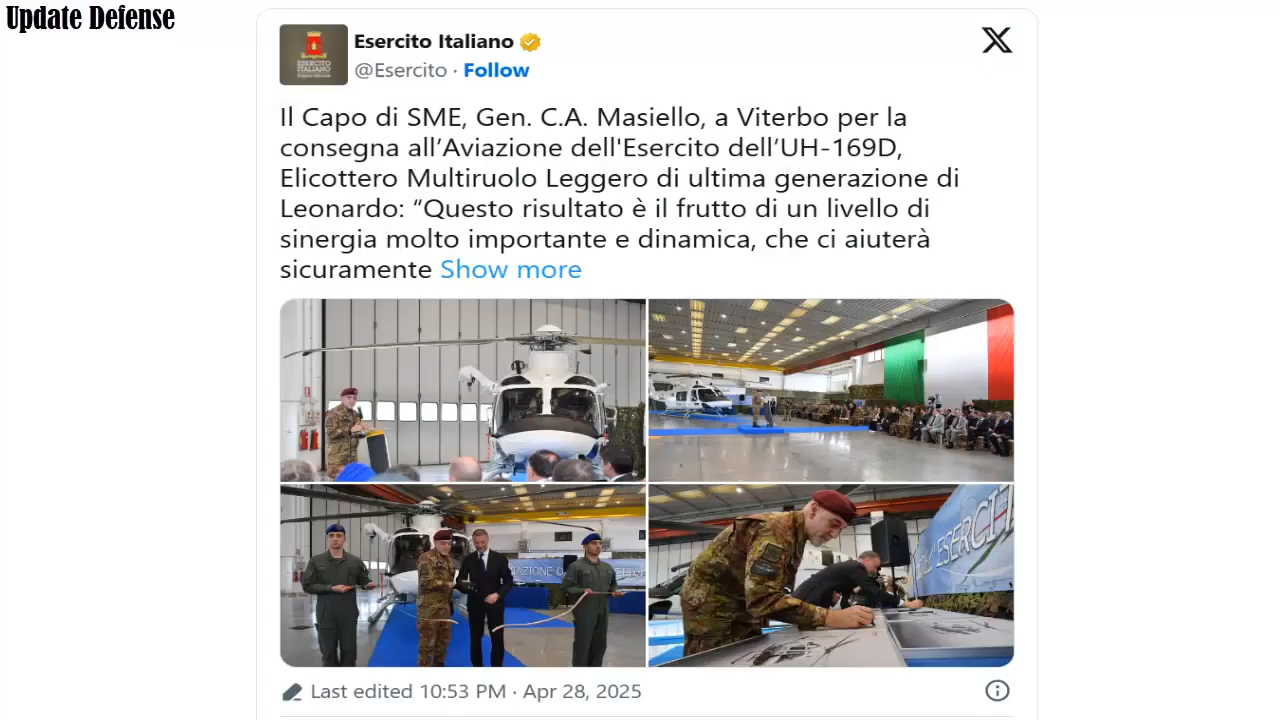 Update Defense
Esercito Italiano
ESERCITO
ITALIANO
@Esercito · Follow
Il Capo di SME, Gen. C.A. Masiello, a Viterbo per la
consegna all’Aviazione dell'Esercito dell’UH-169D,
Elicottero Multiruolo Leggero di ultima generazione di
Leonardo: “Questo risultato è il frutto di un livello di
sinergia molto importante e dinamica, che ci aiuterà
sicuramente Show more
Last edited 10:53 PM · Apr 28, 2025